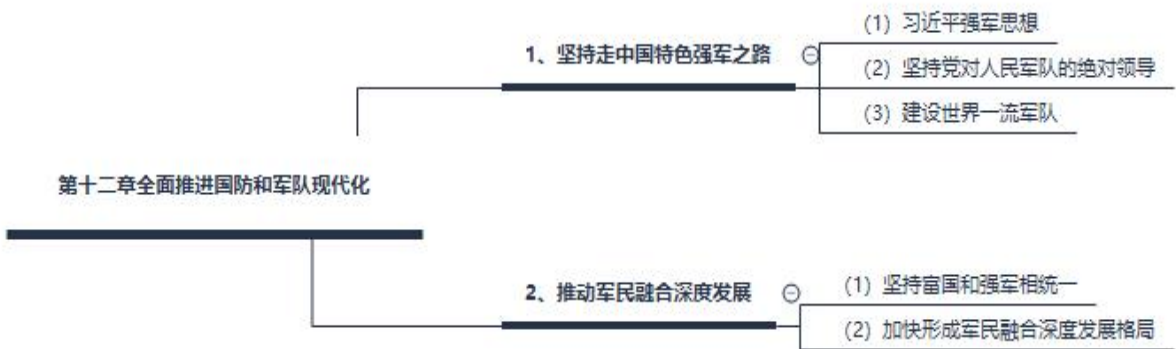 第十二章全面推进国防和军队现代化
1、坚持走中国特色强军之路
(1) 习近平强军思想
(2) 坚持党对人民军队的绝对领导
(3) 建设世界一流军队
2、推动军民融合深度发展
(1) 坚持富国和强军相统一
(2) 加快形成军民融合深度发展格局